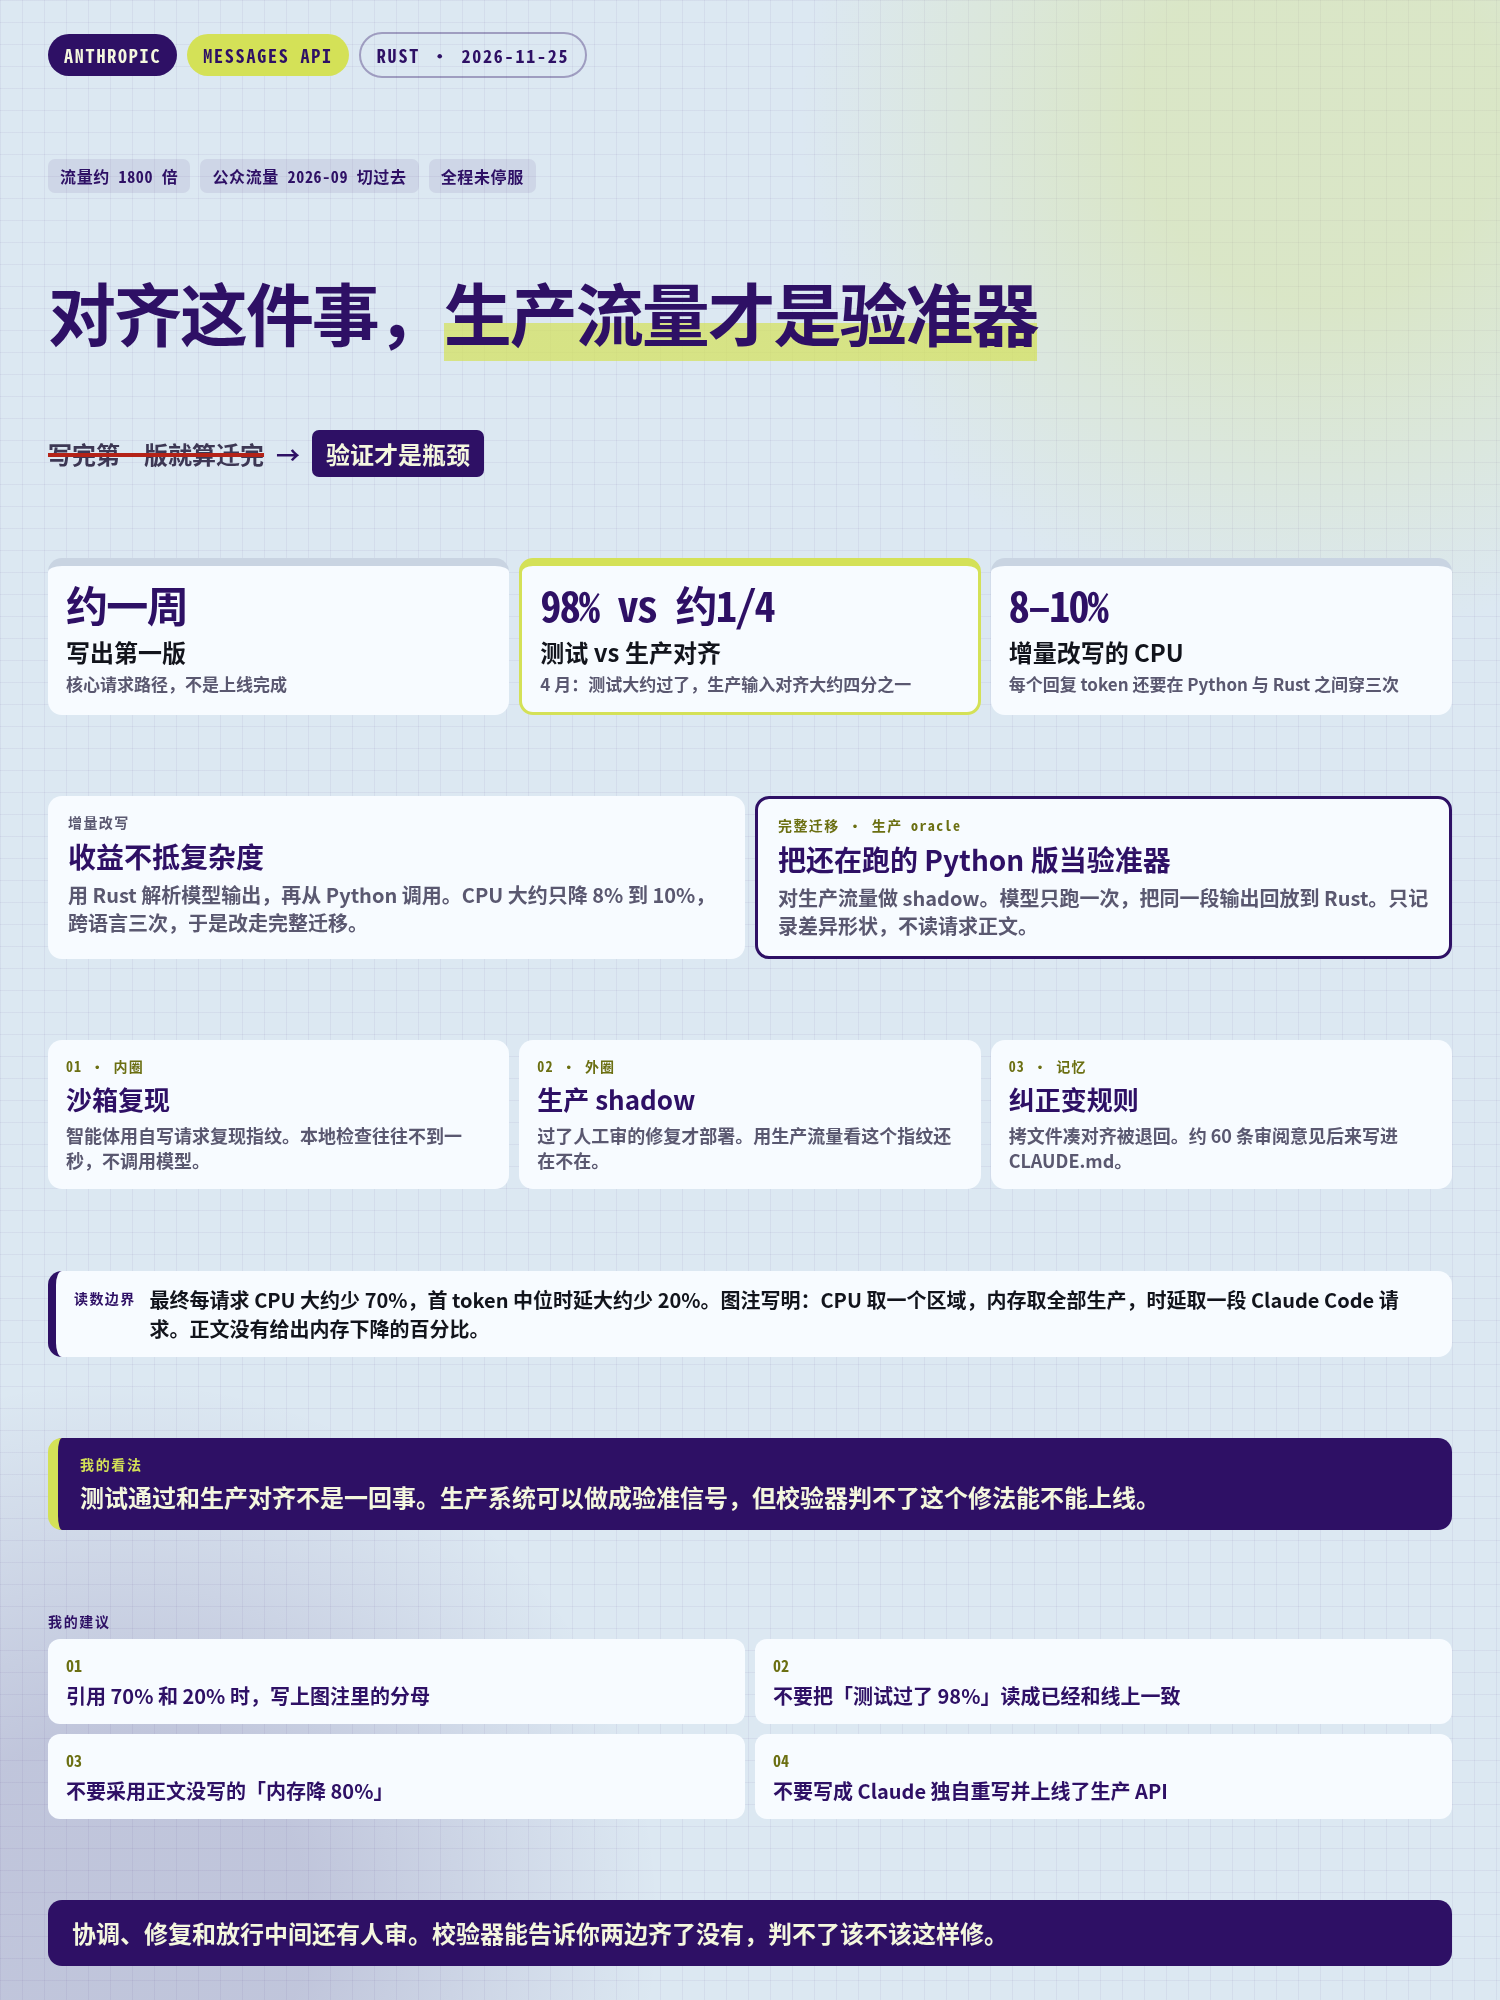 ANTHROPIC
MESSAGES API
RUST · 2026-11-25
流量约 1800 倍
公众流量 2026-09 切过去
全程未停服
对齐这件事，生产流量才是验准器
写完第一版就算迁完 → 验证才是瓶颈
约一周
写出第一版
核心请求路径，不是上线完成
98% vs 约1/4
测试 vs 生产对齐
4 月：测试大约过了，生产输入对齐大约四分之一
8–10%
增量改写的 CPU
每个回复 token 还要在 Python 与 Rust 之间穿三次
增量改写
收益不抵复杂度
用 Rust 解析模型输出，再从 Python 调用。CPU 大约只降 8% 到 10%，
跨语言三次，于是改走完整迁移。
完整迁移 · 生产 oracle
把还在跑的 Python 版当验准器
对生产流量做 shadow。模型只跑一次，把同一段输出回放到 Rust。只记
录差异形状，不读请求正文。
01 · 内圈
沙箱复现
智能体用自写请求复现指纹。本地检查往往不到一
秒，不调用模型。
02 · 外圈
生产 shadow
过了人工审的修复才部署。用生产流量看这个指纹还
在不在。
03 · 记忆
纠正变规则
拷文件凑对齐被退回。约 60 条审阅意见后来写进
CLAUDE.md。
读数边界
最终每请求 CPU 大约少 70%，首 token 中位时延大约少 20%。图注写明：CPU 取一个区域，内存取全部生产，时延取一段 Claude Code 请
求。正文没有给出内存下降的百分比。
我的看法
测试通过和生产对齐不是一回事。生产系统可以做成验准信号，但校验器判不了这个修法能不能上线。
我的建议
01
引用 70% 和 20% 时，写上图注里的分母
02
不要把「测试过了 98%」读成已经和线上一致
03
不要采用正文没写的「内存降 80%」
04
不要写成 Claude 独自重写并上线了生产 API
协调、修复和放行中间还有人审。校验器能告诉你两边齐了没有，判不了该不该这样修。